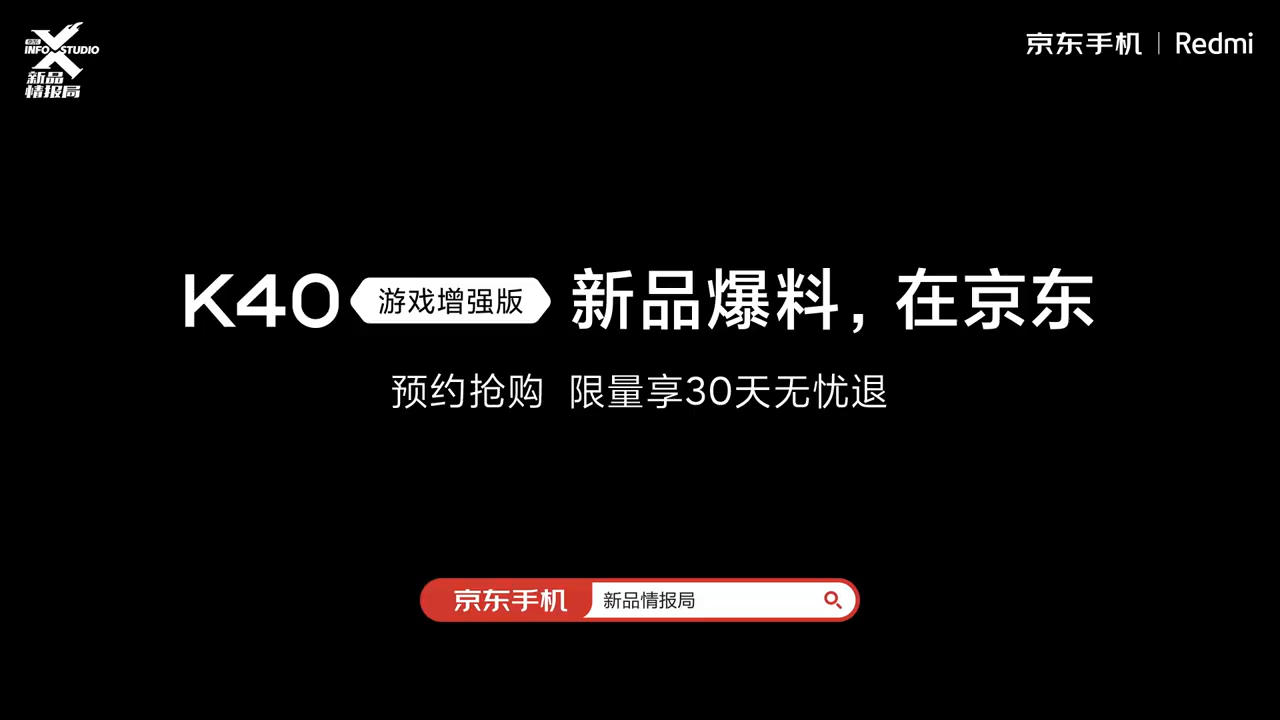 京东
INFO STUDIO
新品
情报局
京东手机 | Redmi
K40 游戏增强版 新品爆料，在京东
预约抢购 限量享30天无忧退
京东手机 新品情报局